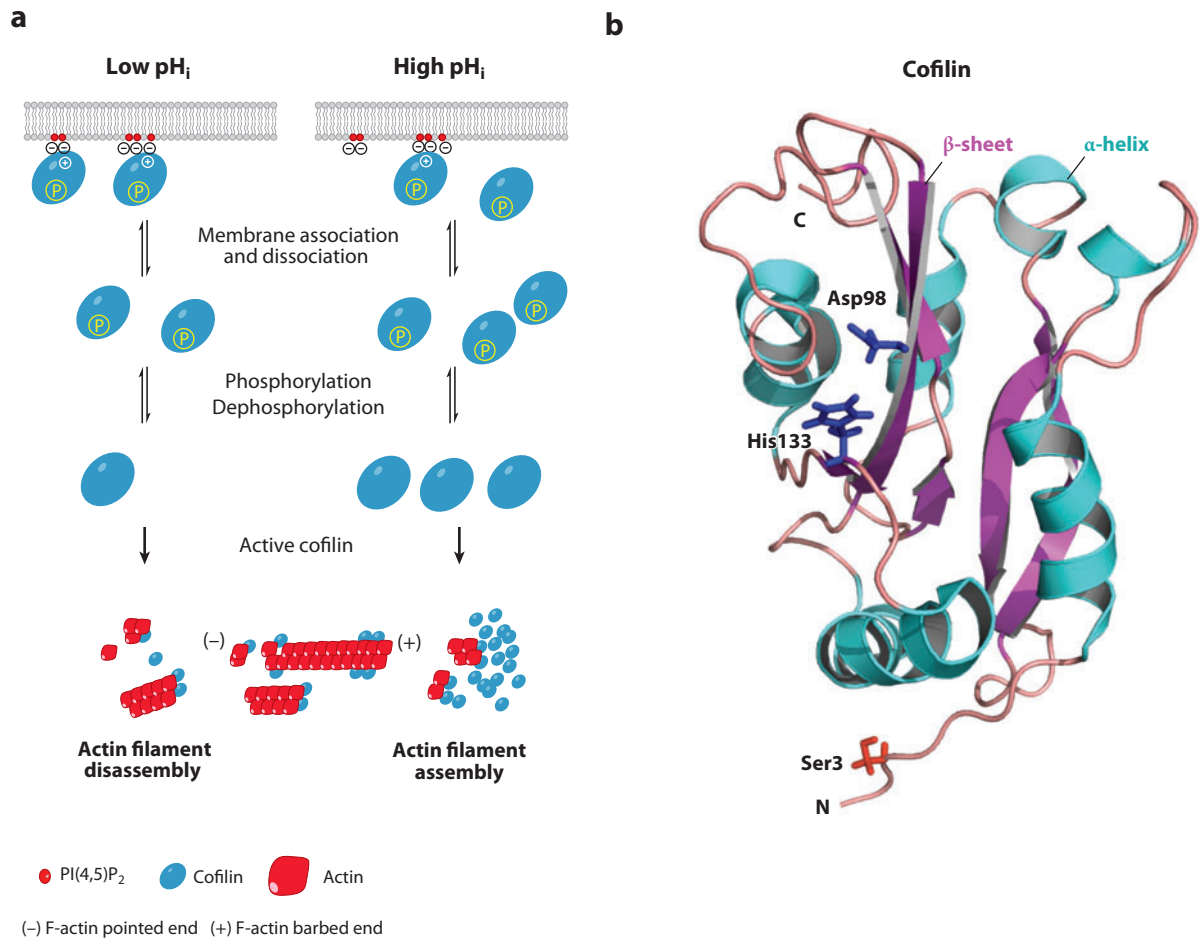 a
Low pHi
High pHi
− −
− − −
+
+
P
P
− −
− − −
+
P
P
Membrane association
and dissociation
P
P
P
P
P
Phosphorylation
Dephosphorylation
Active cofilin
(–)
(+)
Actin filament
disassembly
Actin filament
assembly
PI(4,5)P2
Cofilin
Actin
(–) F-actin pointed end (+) F-actin barbed end
b
Cofilin
β-sheet
α-helix
C
Asp98
His133
Ser3
N